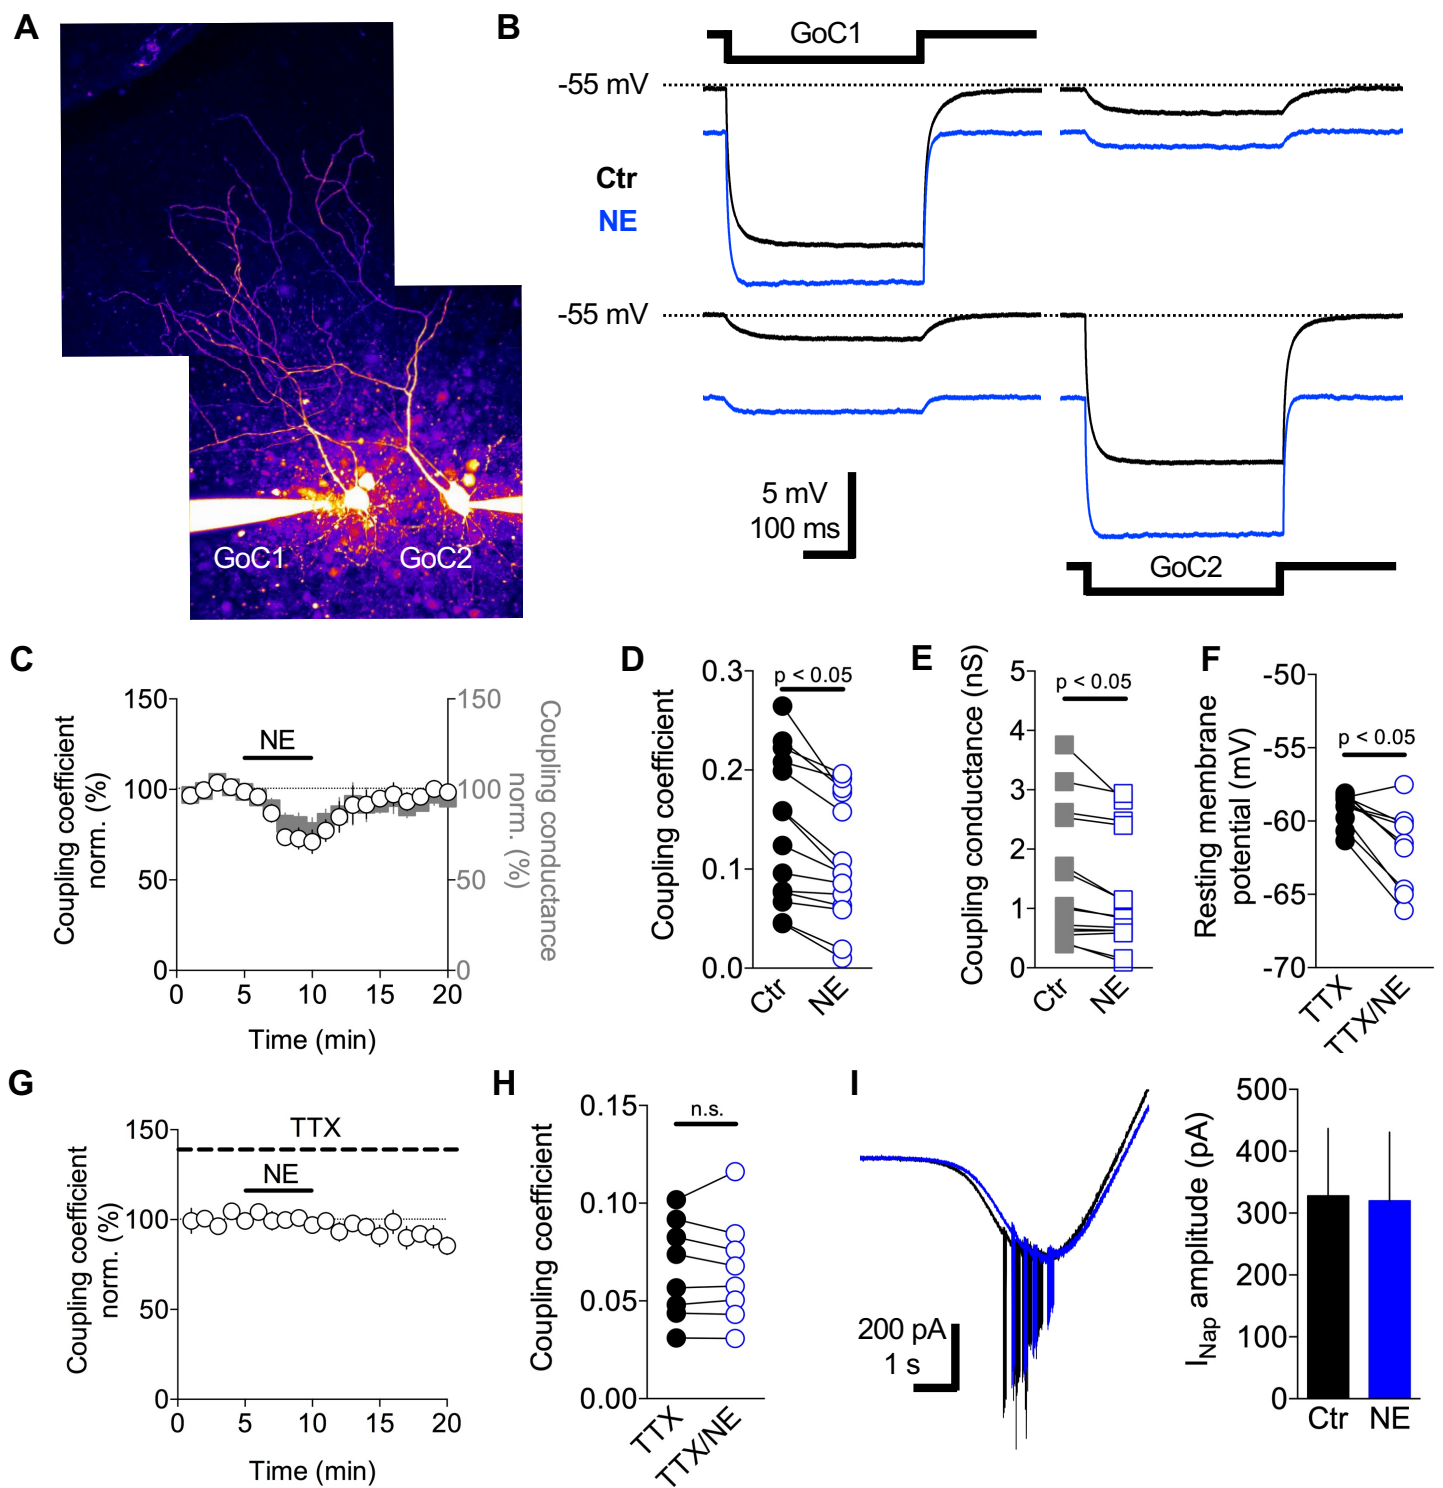 A
GoC1
GoC2
B
GoC1
-55 mV
Ctr
NE
-55 mV
5 mV
100 ms
GoC2
C
Coupling coefficient
norm. (%)
150
100
50
0
NE
150
100
50
0
Coupling conductance
norm. (%)
0
5
10
15
20
Time (min)
D
Coupling coefficient
0.3
0.2
0.1
0.0
p < 0.05
Ctr
NE
E
Coupling conductance (nS)
5
4
3
2
1
0
p < 0.05
Ctr
NE
F
Resting membrane
potential (mV)
-50
-55
-60
-65
-70
p < 0.05
TTX
TTX/NE
G
Coupling coefficient
norm. (%)
150
100
50
0
TTX
NE
0
5
10
15
20
Time (min)
H
Coupling coefficient
0.15
0.10
0.05
0.00
n.s.
TTX
TTX/NE
I
200 pA
1 s
INap amplitude (pA)
500
400
300
200
100
0
Ctr
NE